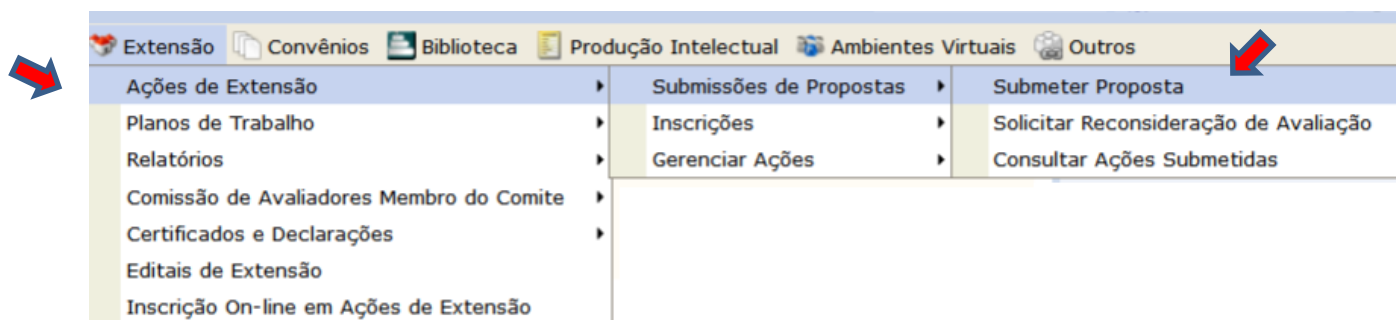 Extensão Convênios Biblioteca Produção Intelectual Ambientes Virtuais Outros
Ações de Extensão Submissões de Propostas Submeter Proposta
Planos de Trabalho Inscrições Solicitar Reconsideração de Avaliação
Relatórios Gerenciar Ações Consultar Ações Submetidas
Comissão de Avaliadores Membro do Comite
Certificados e Declarações
Editais de Extensão
Inscrição On-line em Ações de Extensão